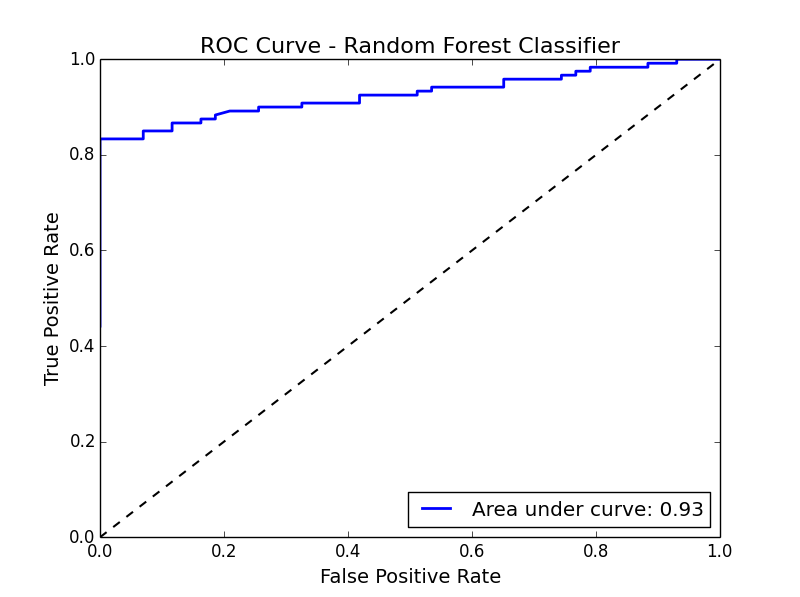 ROC Curve - Random Forest Classifier
1.0
0.8
0.6
0.4
0.2
0.0
True Positive Rate
Area under curve: 0.93
0.0 0.2 0.4 0.6 0.8 1.0
False Positive Rate